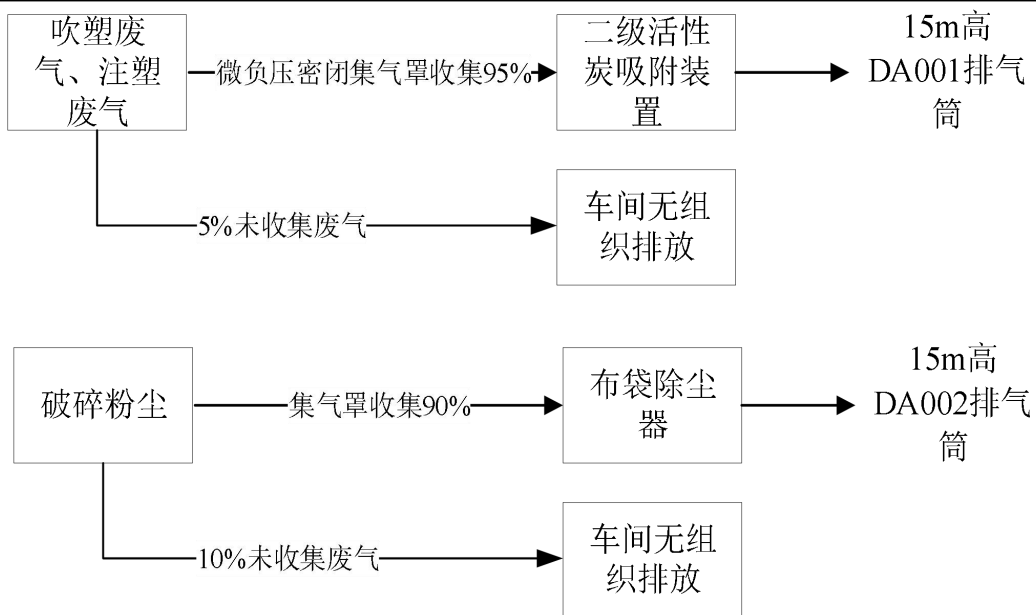 吹塑废
气、注塑
废气
微负压密闭集气罩收集95%
二级活性
炭吸附装
置
15m高
DA001排气
筒
5%未收集废气
车间无组
织排放
破碎粉尘
集气罩收集90%
布袋除尘
器
15m高
DA002排气
筒
10%未收集废气
车间无组
织排放